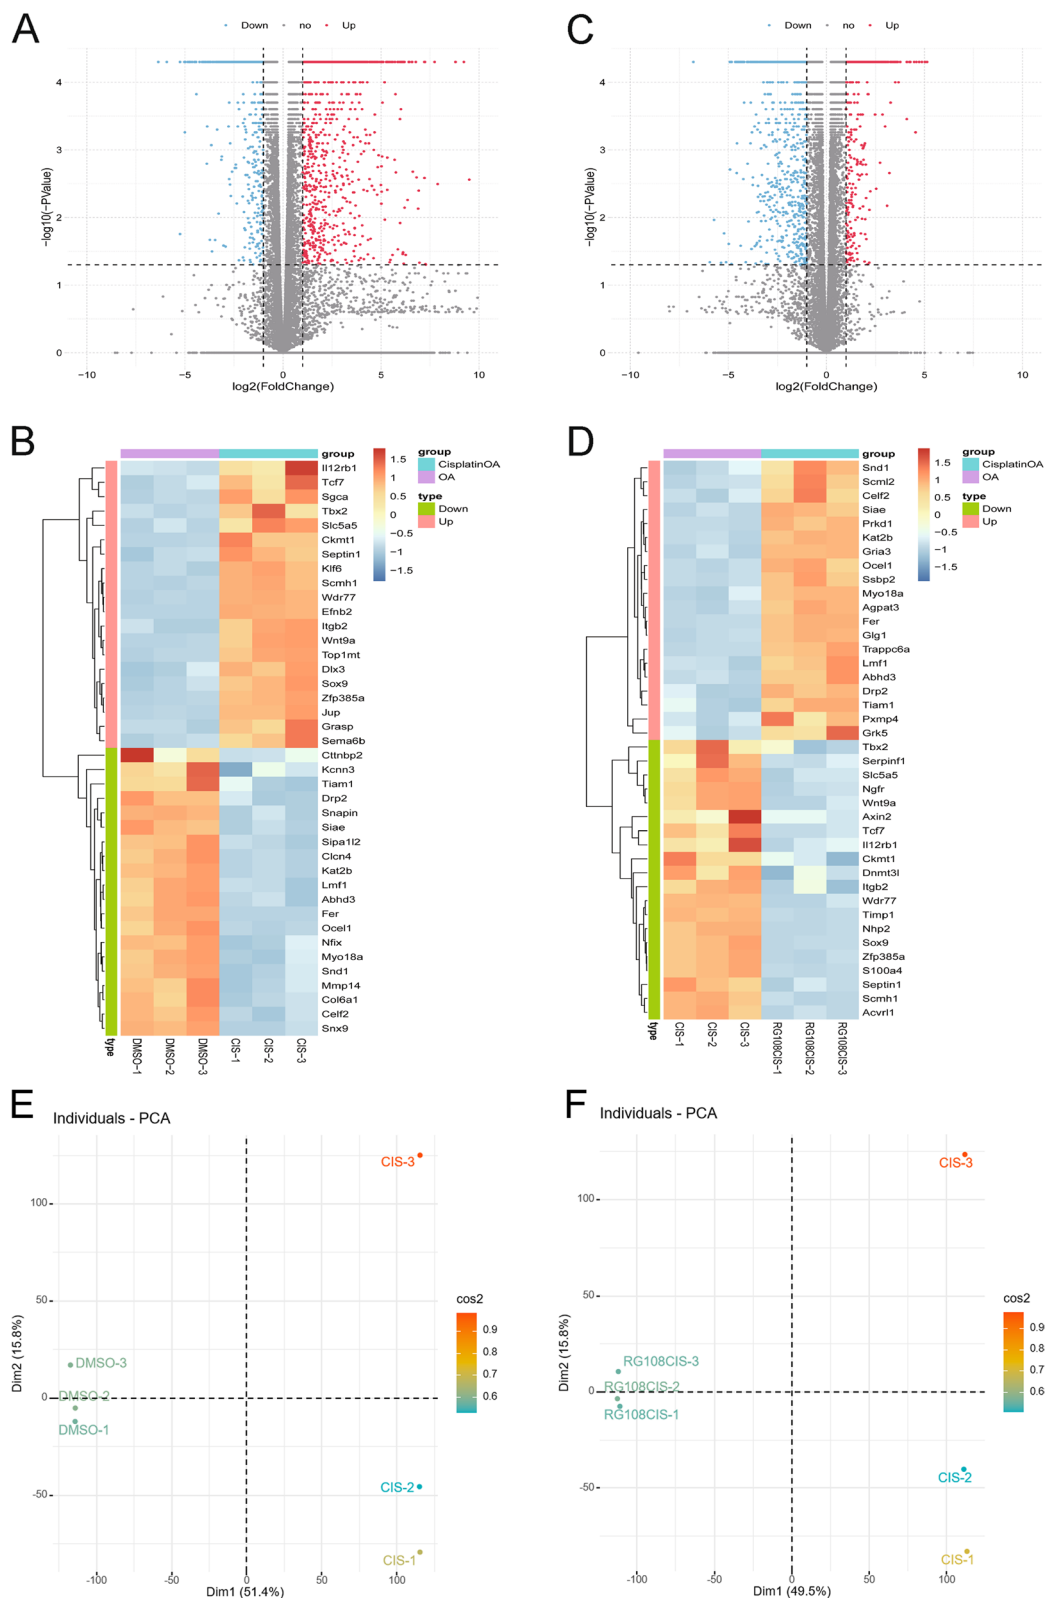 A
Down no Up
4
3
2
1
0
−log10(−PValue)
−10 −5 0 5 10
log2(FoldChange)
C
Down no Up
4
3
2
1
0
−log10(−PValue)
−10 −5 0 5 10
log2(FoldChange)
B
group
Il12rb1
Tcf7
Sgca
Tbx2
Slc5a5
Ckmt1
Septin1
Klf6
Scmh1
Wdr77
Efnb2
Itgb2
Wnt9a
Top1mt
Dlx3
Sox9
Zfp385a
Jup
Grasp
Sema6b
Cttnbp2
Kcnn3
Tiam1
Drp2
Snapin
Siae
Sipa1l2
Clcn4
Kat2b
Lmf1
Abhd3
Fer
Ocel1
Nfix
Myo18a
Snd1
Mmp14
Col6a1
Celf2
Snx9
type
DMSO-1
DMSO-2
DMSO-3
CIS-1
CIS-2
CIS-3
1.5
1
0.5
0
−0.5
−1
−1.5
group
CisplatinOA
OA
type
Down
Up
D
group
Snd1
Scml2
Celf2
Siae
Prkd1
Kat2b
Gria3
Ocel1
Ssbp2
Myo18a
Agpat3
Fer
Glg1
Trappc6a
Lmf1
Abhd3
Drp2
Tiam1
Pxmp4
Grk5
Tbx2
Serpinf1
Slc5a5
Ngfr
Wnt9a
Axin2
Tcf7
Il12rb1
Ckmt1
Dnmt3l
Itgb2
Wdr77
Timp1
Nhp2
Sox9
Zfp385a
S100a4
Septin1
Scmh1
Acvrl1
type
CIS-1
CIS-2
CIS-3
RG108CIS-1
RG108CIS-2
RG108CIS-3
1.5
1
0.5
0
−0.5
−1
−1.5
group
CisplatinOA
OA
type
Down
Up
E
Individuals - PCA
CIS-3
DMSO-3
DMSO-2
DMSO-1
CIS-2
CIS-1
100
50
0
-50
Dim2 (15.8%)
-100 -50 0 50 100
Dim1 (51.4%)
cos2
0.9
0.8
0.7
0.6
F
Individuals - PCA
CIS-3
RG108CIS-3
RG108CIS-2
RG108CIS-1
CIS-2
CIS-1
100
50
0
-50
Dim2 (15.8%)
-100 -50 0 50 100
Dim1 (49.5%)
cos2
0.9
0.8
0.7
0.6